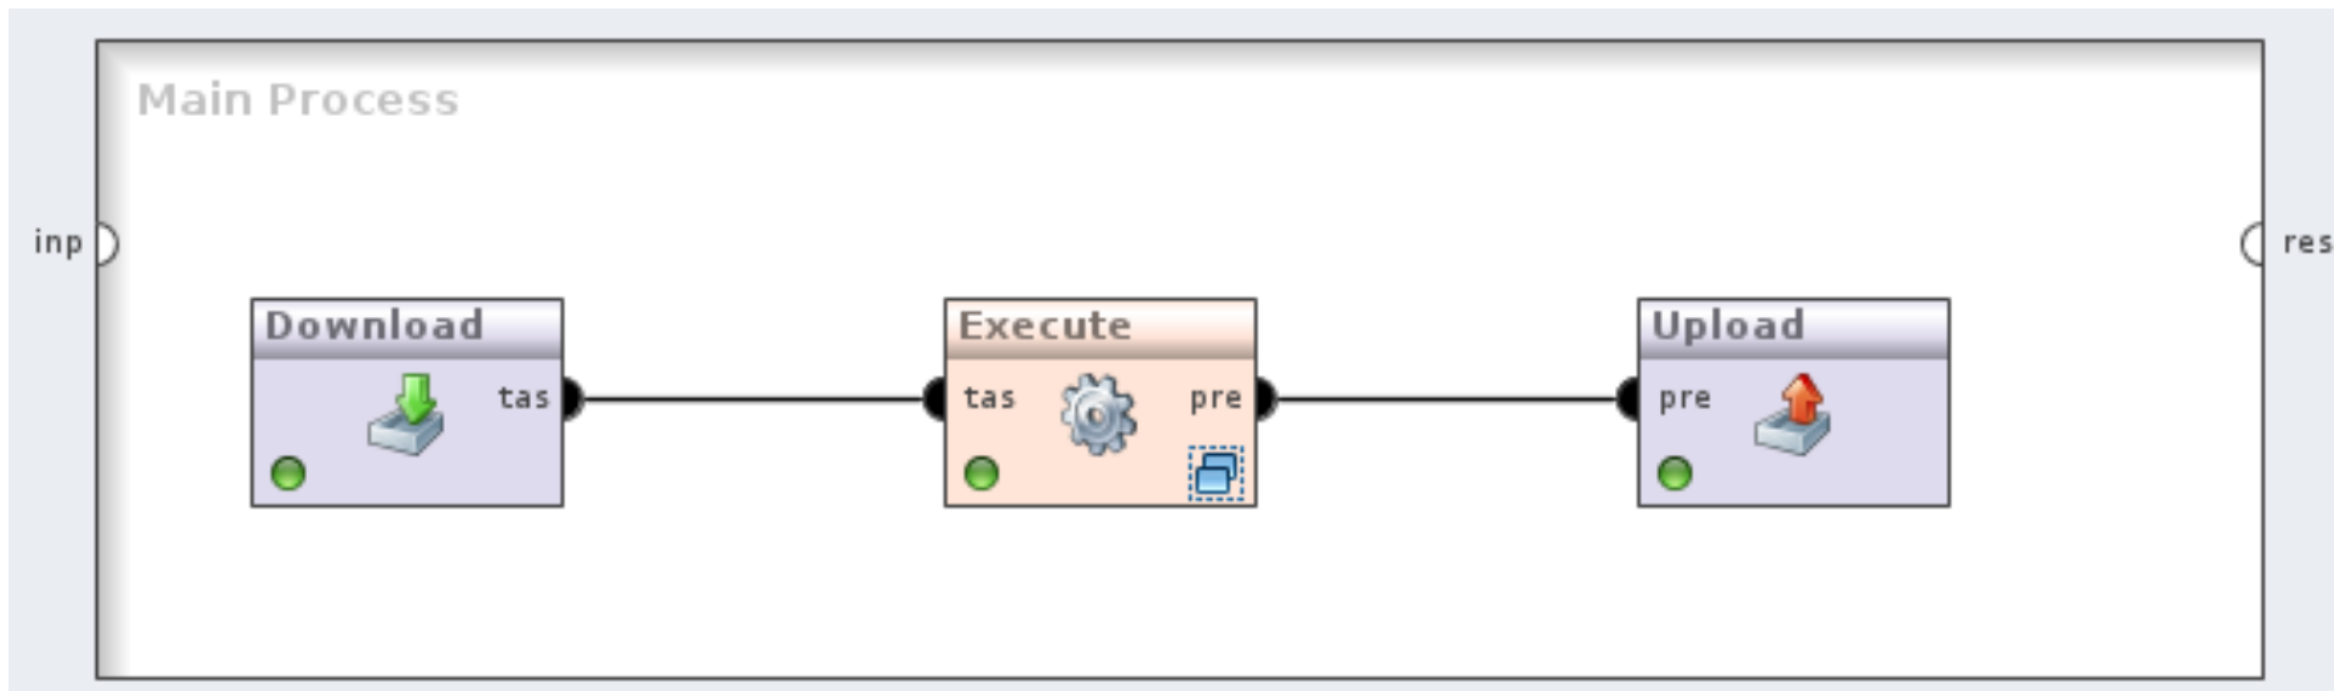 Main Process
inp
res
Download
Execute
Upload
tas
tas
pre
pre